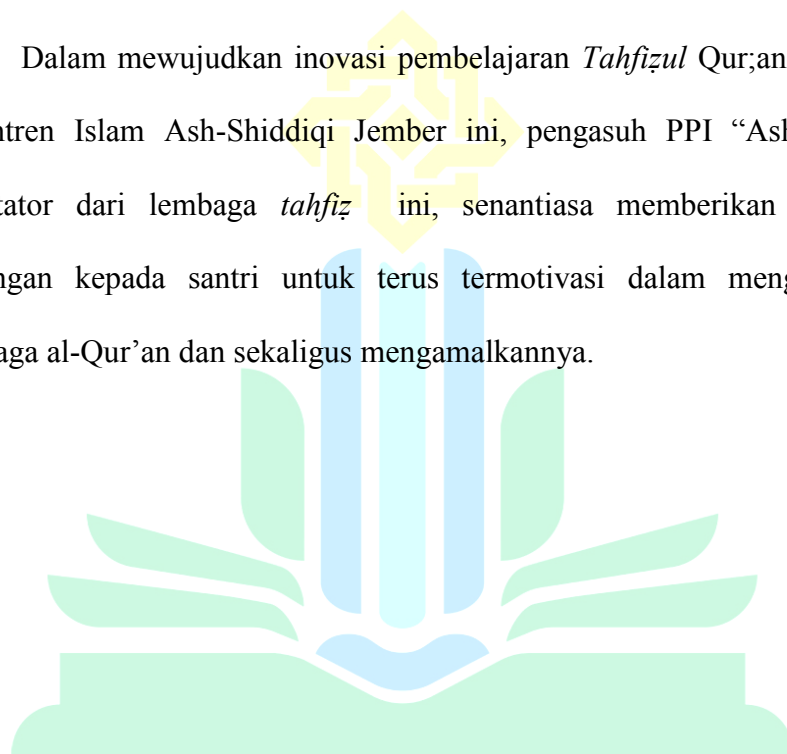 Dalam mewujudkan inovasi pembelajaran Tahfiẓul Qur;an
ntren Islam Ash-Shiddiqi Jember ini, pengasuh PPI “Ash
tator dari lembaga tahfiẓ ini, senantiasa memberikan
ngan kepada santri untuk terus termotivasi dalam meng
aga al-Qur’an dan sekaligus mengamalkannya.